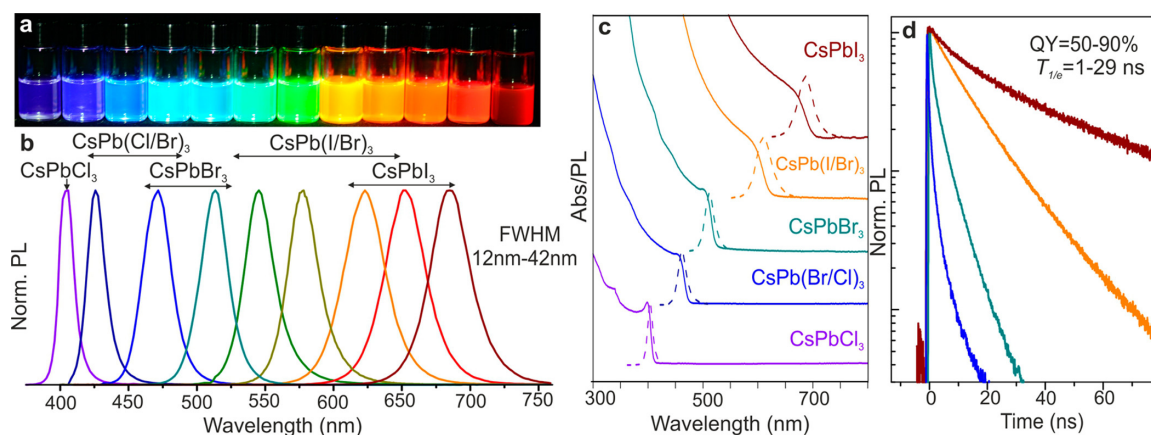 a
b
CsPb(Cl/Br)₃
CsPb(I/Br)₃
CsPbCl₃
CsPbBr₃
CsPbI₃
FWHM
12nm-42nm
Norm. PL
400 450 500 550 600 650 700 750
Wavelength (nm)
c
CsPbI₃
CsPb(I/Br)₃
CsPbBr₃
CsPb(Br/Cl)₃
CsPbCl₃
Abs/PL
300 400 500 600 700
Wavelength (nm)
d
QY=50-90%
T1/e=1-29 ns
Norm. PL
0 20 40 60
Time (ns)